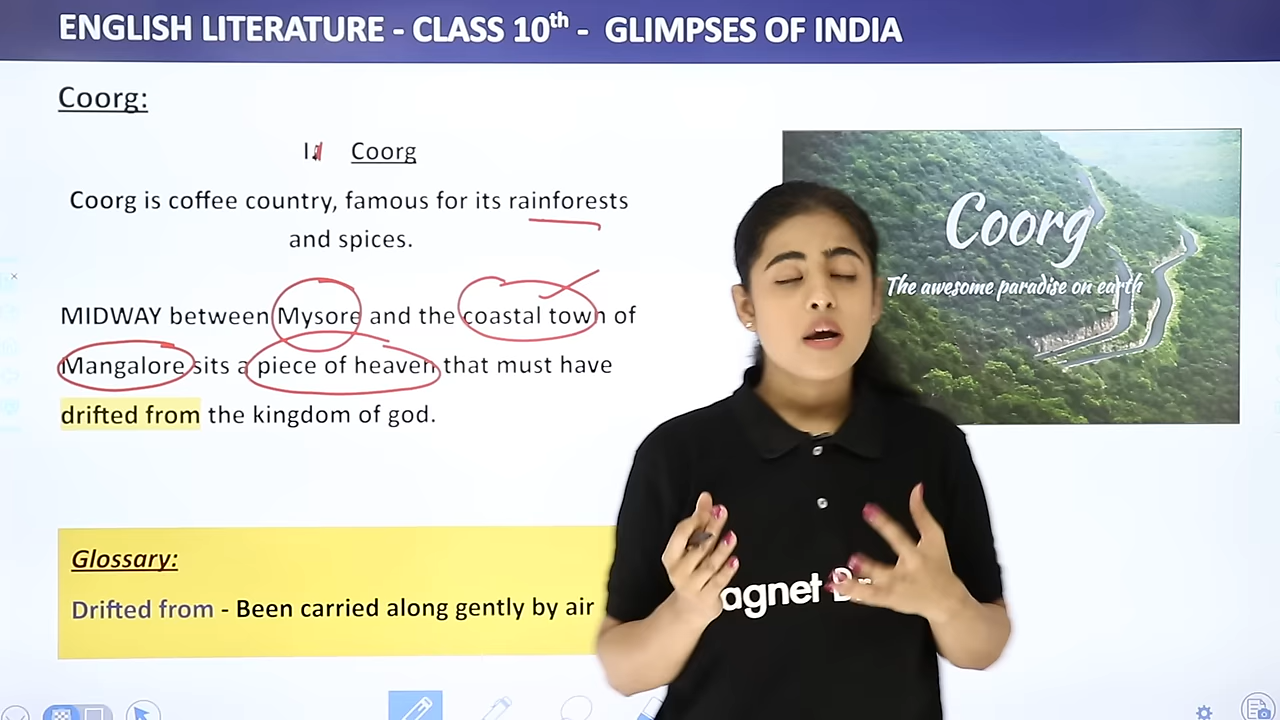 ENGLISH LITERATURE - CLASS 10th - GLIMPSES OF INDIA
Coorg:
Coorg
Coorg is coffee country, famous for its rainforests
and spices.
MIDWAY between Mysore and the coastal town of
Mangalore sits a piece of heaven that must have
drifted from the kingdom of god.
Coorg
The awesome paradise on earth
Glossary:
Drifted from - Been carried along gently by air